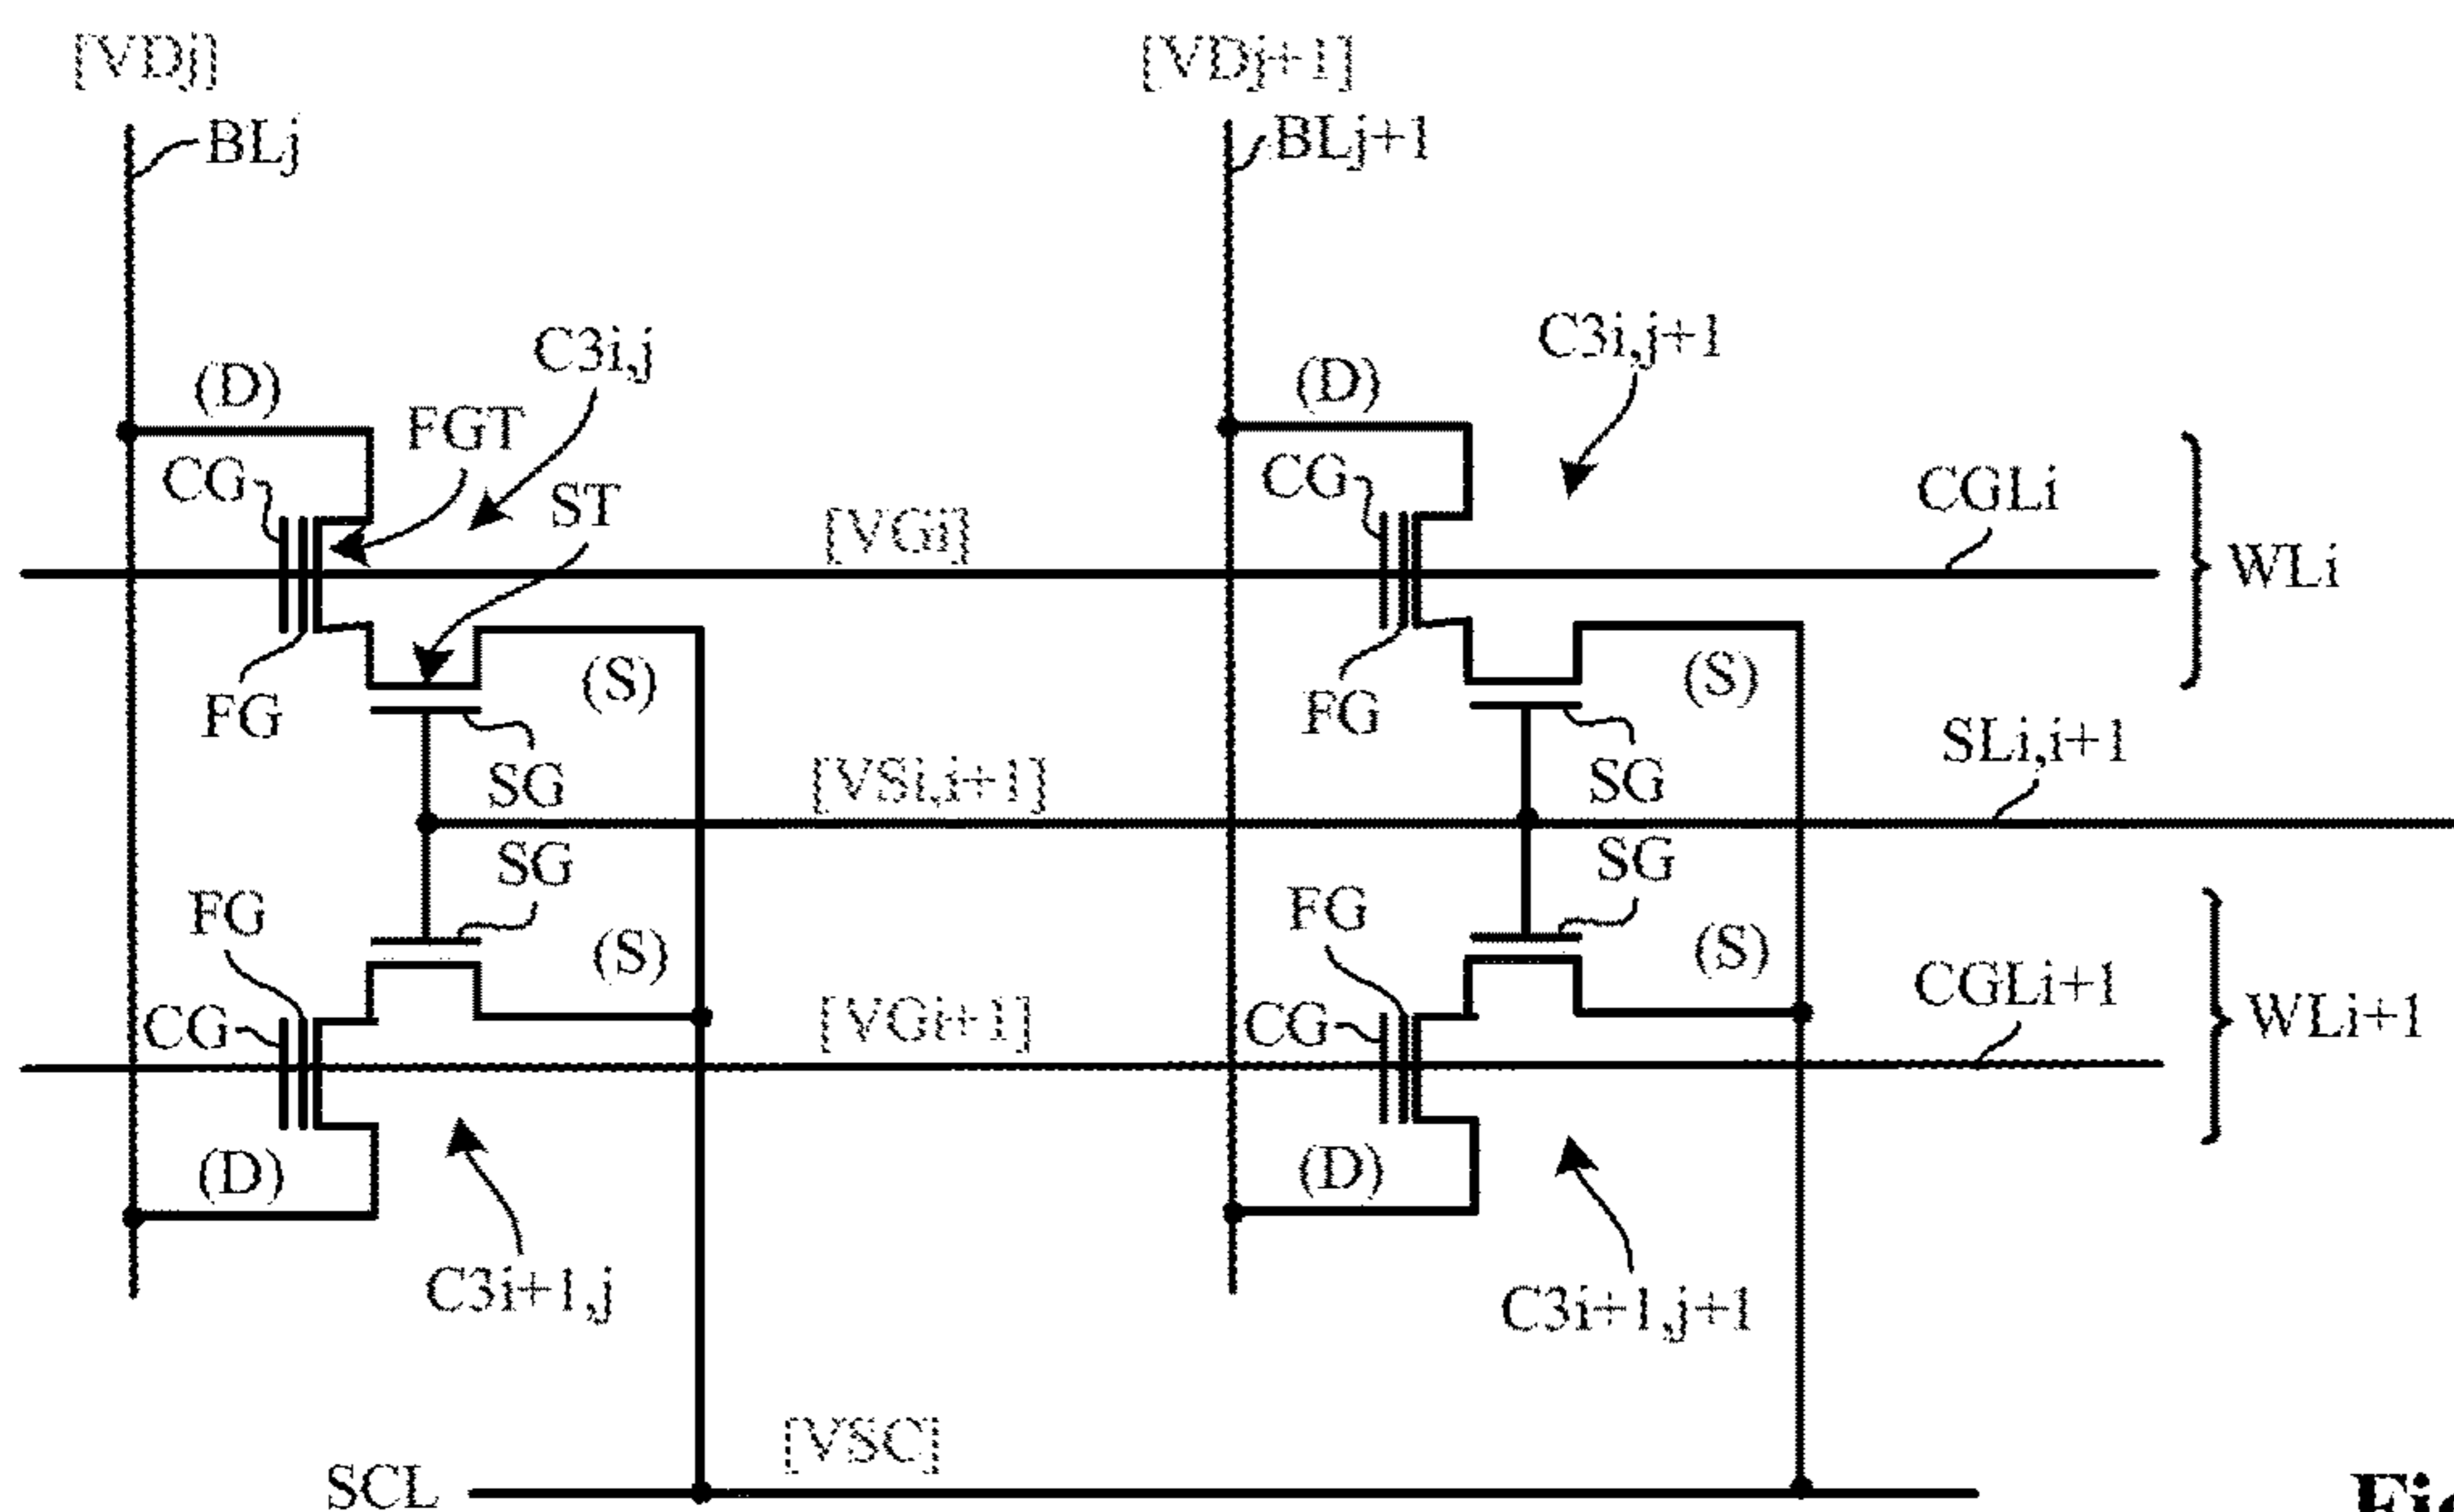 [VDj]
[VDj+1]
BLj
BLj+1
C3i,j
C3i,j+1
(D)
(D)
FGT
CG
CG
ST
CGLi
[VGi]
WLi
(S)
(S)
FG
FG
SG
SG
[VSi,i+1]
SLi,i+1
SG
SG
FG
FG
(S)
(S)
CGLi+1
CG
CG
[VGi+1]
WLi+1
(D)
(D)
C3i+1,j
C3i+1,j+1
[VSC]
SCL